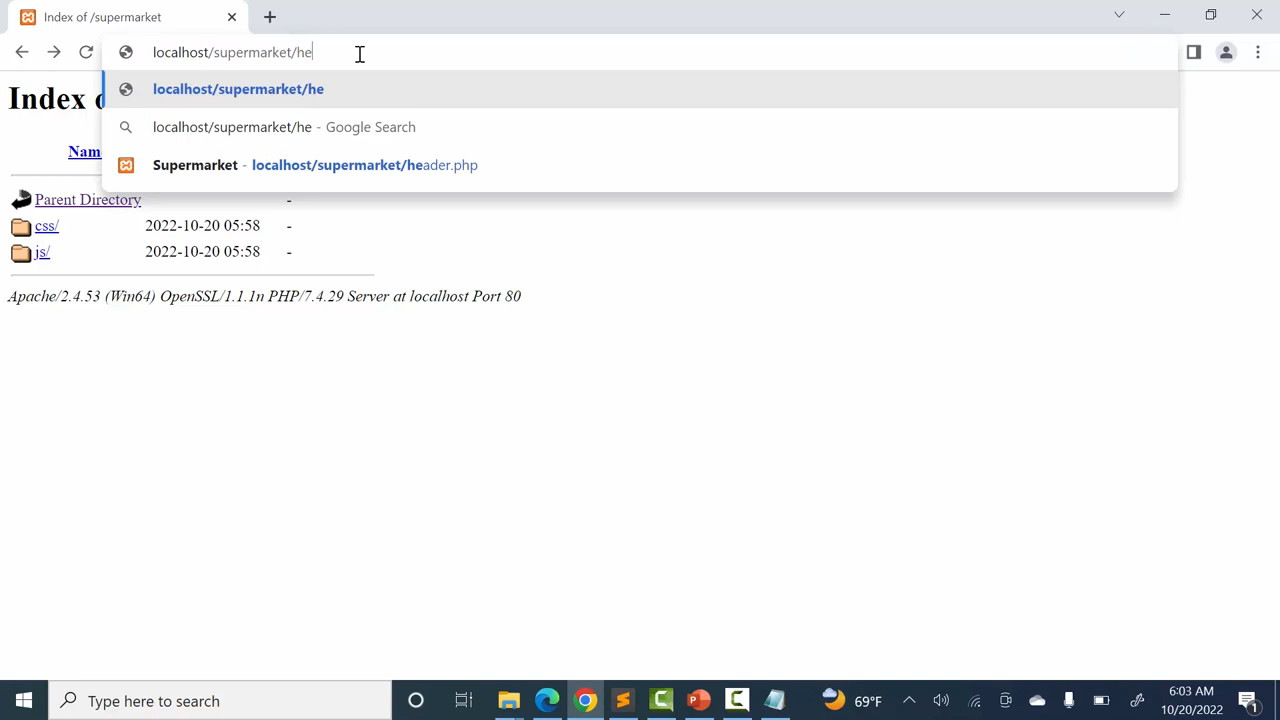 Index of /supermarket
localhost/supermarket/he
localhost/supermarket/he
localhost/supermarket/he - Google Search
Supermarket - localhost/supermarket/header.php
Index o
Nam
Parent Directory -
css/ 2022-10-20 05:58 -
js/ 2022-10-20 05:58 -
Apache/2.4.53 (Win64) OpenSSL/1.1.1n PHP/7.4.29 Server at localhost Port 80
Type here to search
69°F
6:03 AM
10/20/2022
1